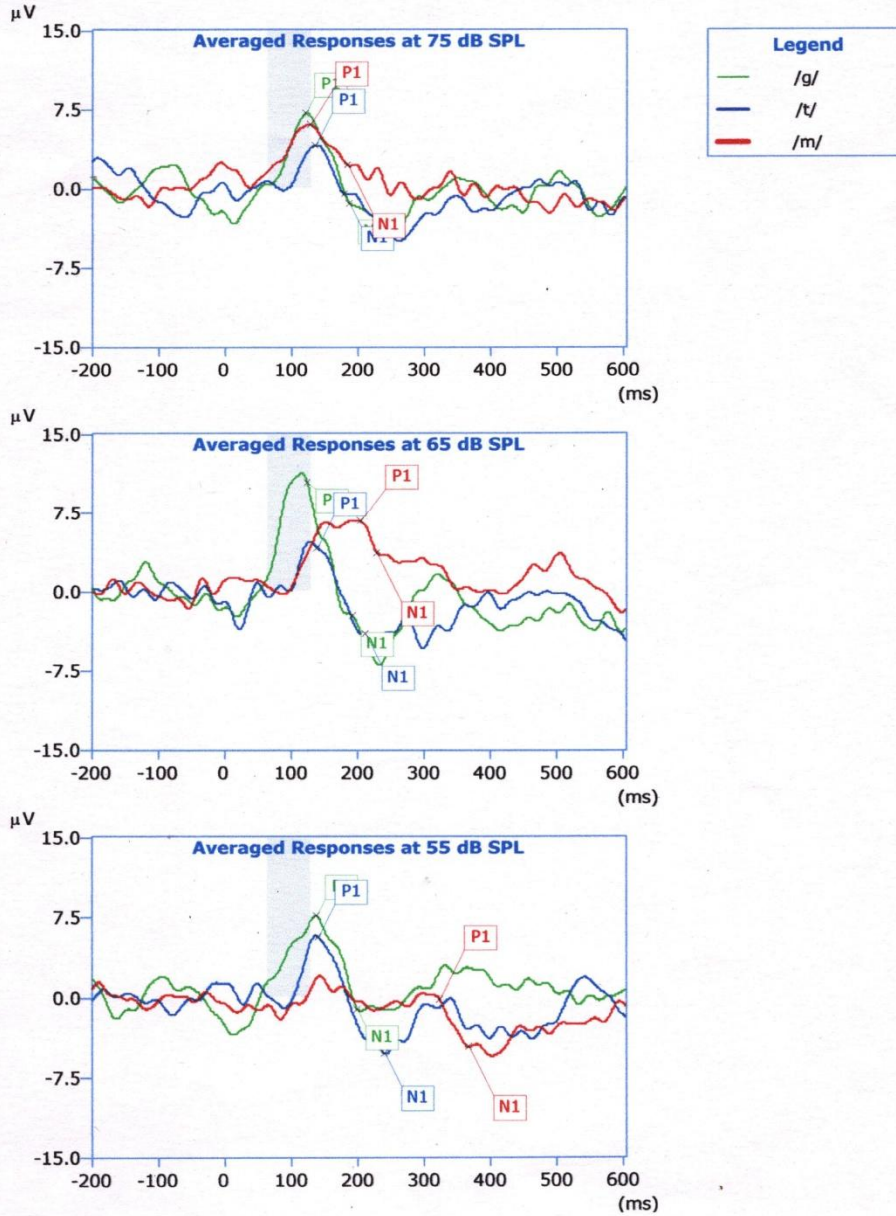 μV
15.0
Averaged Responses at 75 dB SPL
P1
P1
P1
7.5
0.0
N1
N1
-7.5
-15.0
-200 -100 0 100 200 300 400 500 600
(ms)
Legend
/g/
/t/
/m/
μV
15.0
Averaged Responses at 65 dB SPL
P1
P1
7.5
0.0
N1
N1
N1
-7.5
-15.0
-200 -100 0 100 200 300 400 500 600
(ms)
μV
15.0
Averaged Responses at 55 dB SPL
P1
7.5
P1
0.0
N1
-7.5
N1
N1
-15.0
-200 -100 0 100 200 300 400 500 600
(ms)